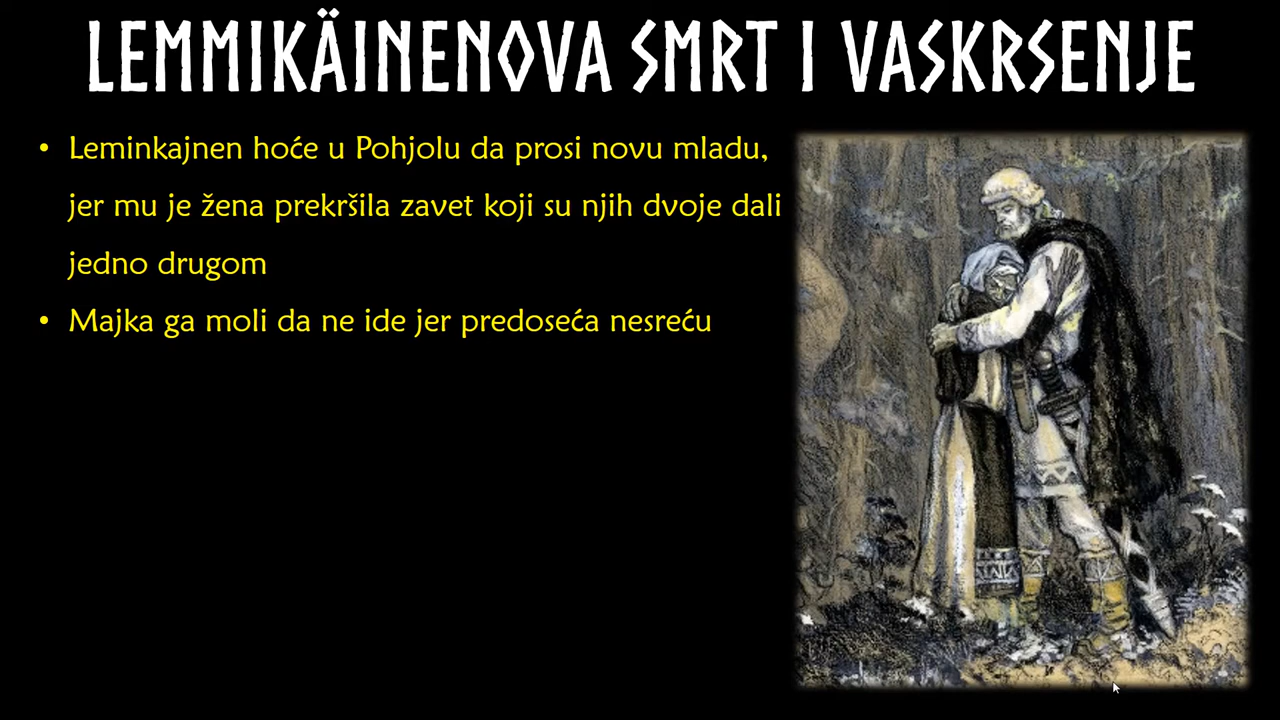 LEMMIKÄINENOVA SMRT I VASKRSENJE
• Leminkajnen hoće u Pohjolu da prosi novu mladu,
jer mu je žena prekršila zavet koji su njih dvoje dali
jedno drugom
• Majka ga moli da ne ide jer predoseća nesreću